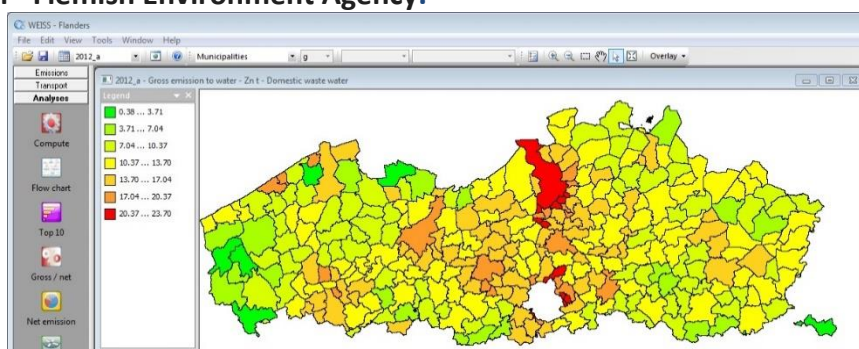 Flemish Environment Agency.
WEISS - Flanders
File Edit View Tools Window Help
2012_a Municipalities g Overlay
Emissions
Transport
Analyses
Compute
Flow chart
Top 10
Gross / net
Net emission
2012_a - Gross emission to water - Zn t - Domestic waste water
Legend
0.38 ... 3.71
3.71 ... 7.04
7.04 ... 10.37
10.37 ... 13.70
13.70 ... 17.04
17.04 ... 20.37
20.37 ... 23.70